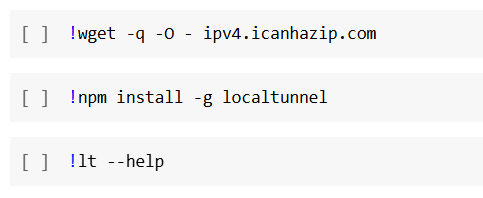 [ ] !wget -q -O - ipv4.icanhazip.com
[ ] !npm install -g localtunnel
[ ] !lt --help